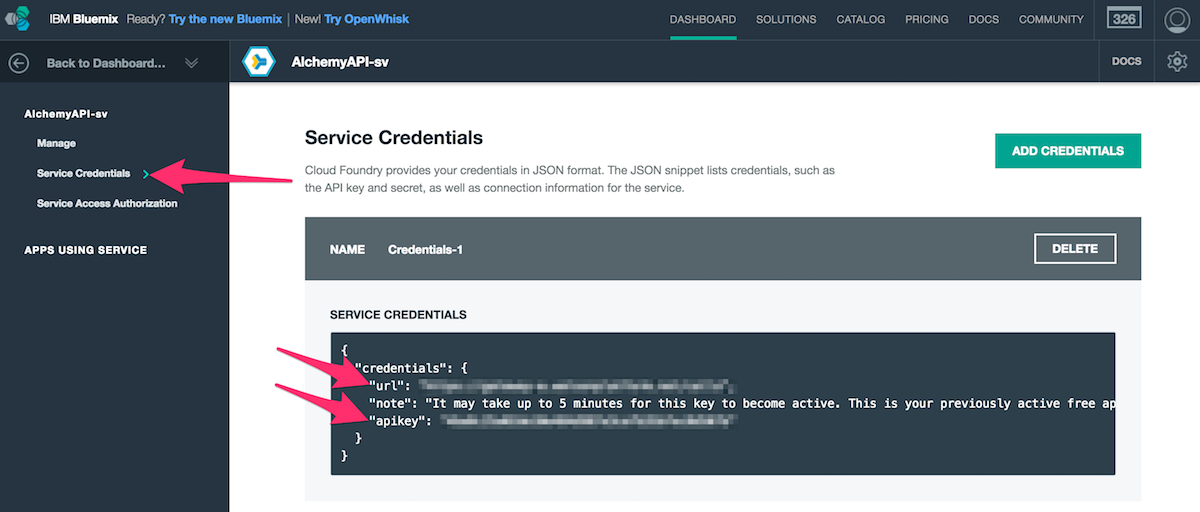 IBM Bluemix Ready? Try the new Bluemix | New! Try OpenWhisk
DASHBOARD SOLUTIONS CATALOG PRICING DOCS COMMUNITY 326
Back to Dashboard...
AlchemyAPI-sv
DOCS
AlchemyAPI-sv
Manage
Service Credentials
Service Access Authorization
APPS USING SERVICE
Service Credentials
ADD CREDENTIALS
Cloud Foundry provides your credentials in JSON format. The JSON snippet lists credentials, such as
the API key and secret, as well as connection information for the service.
NAME Credentials-1
DELETE
SERVICE CREDENTIALS
{
"credentials": {
"url":
"note": "It may take up to 5 minutes for this key to become active. This is your previously active free ap
"apikey":
}
}